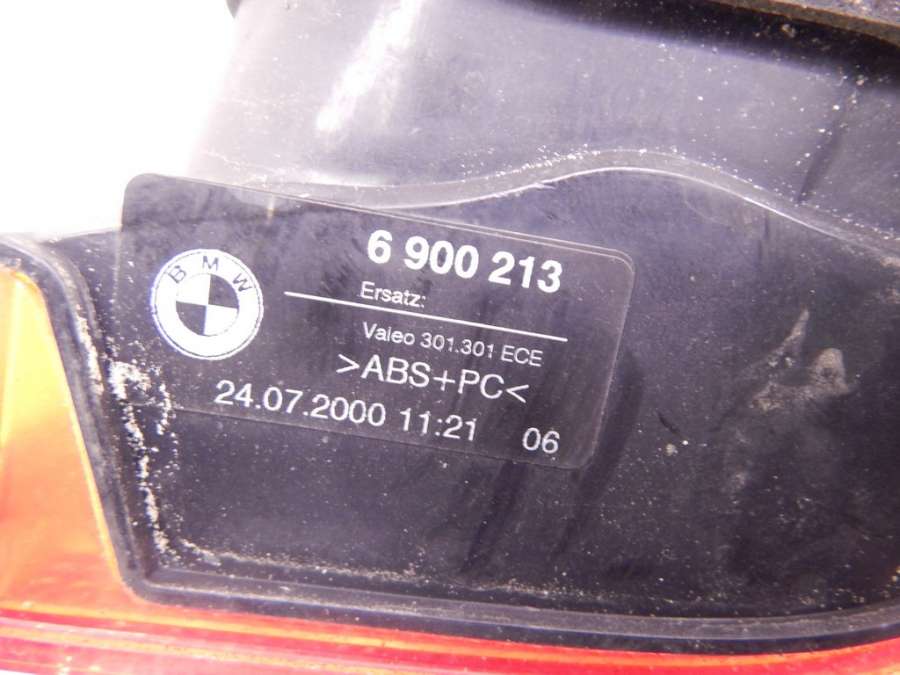 BMW
6 900 213
Ersatz:
Valeo 301.301 ECE
>ABS+PC<
24.07.2000 11:21 06